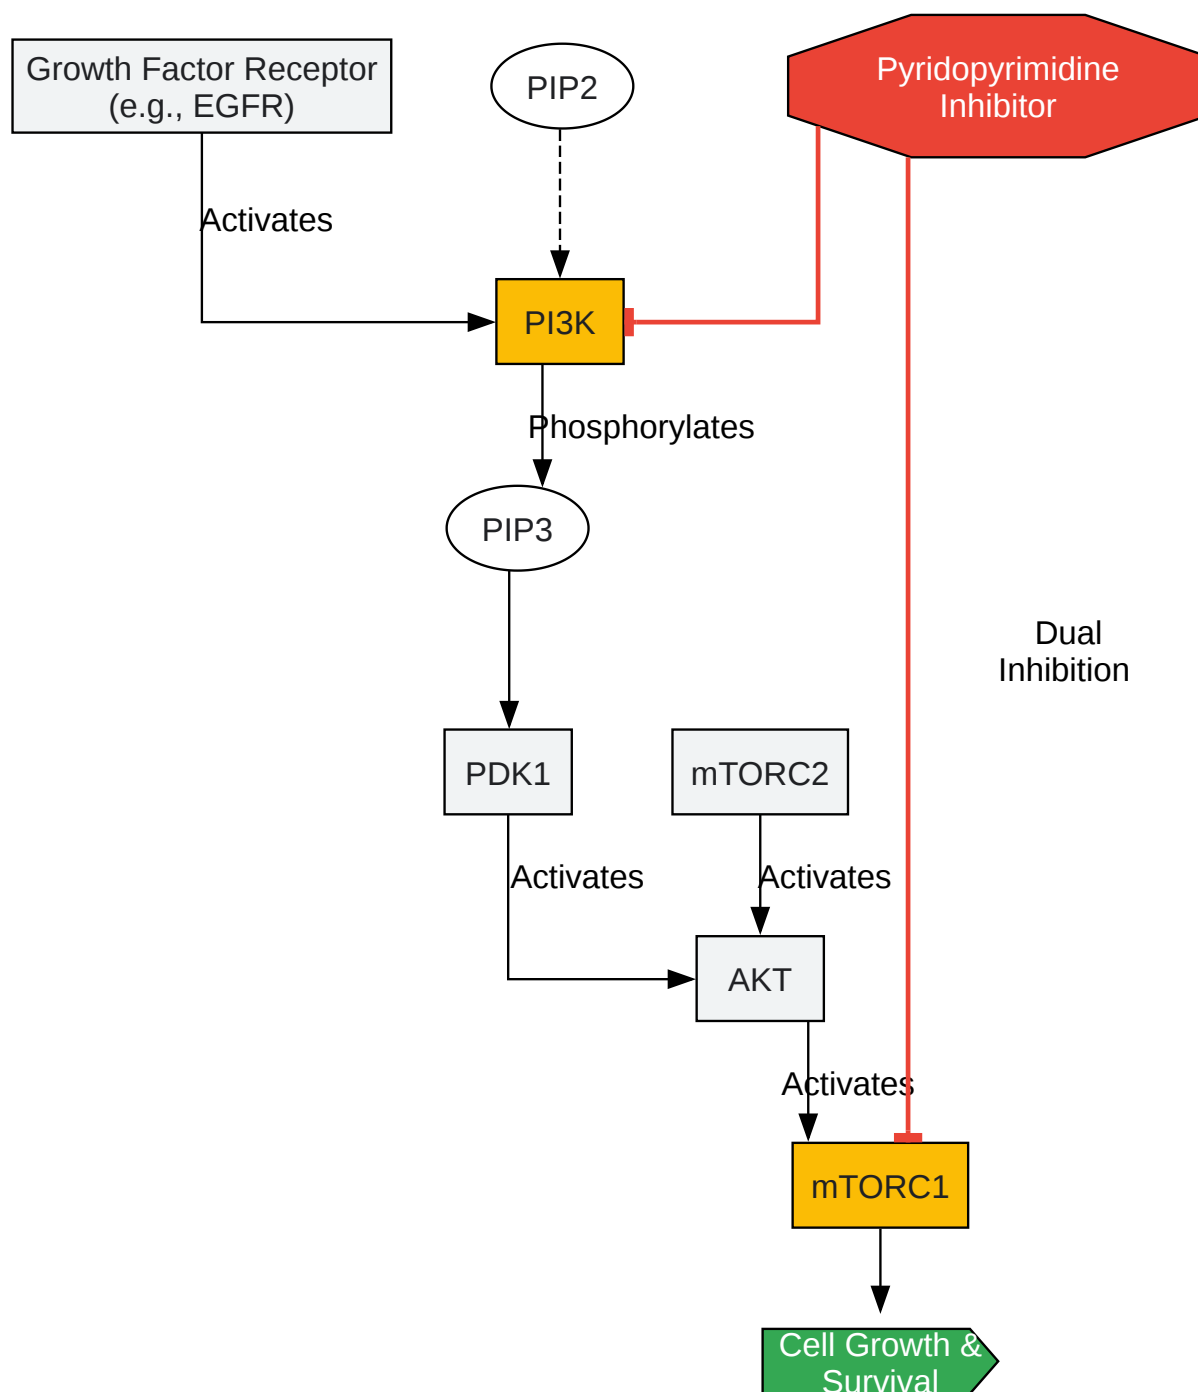 Growth Factor Receptor
(e.g., EGFR)
PIP2
Pyridopyrimidine
Inhibitor
Activates
PI3K
Phosphorylates
PIP3
Dual
Inhibition
PDK1
mTORC2
Activates
Activates
AKT
Activates
mTORC1
Cell Growth &
Survival